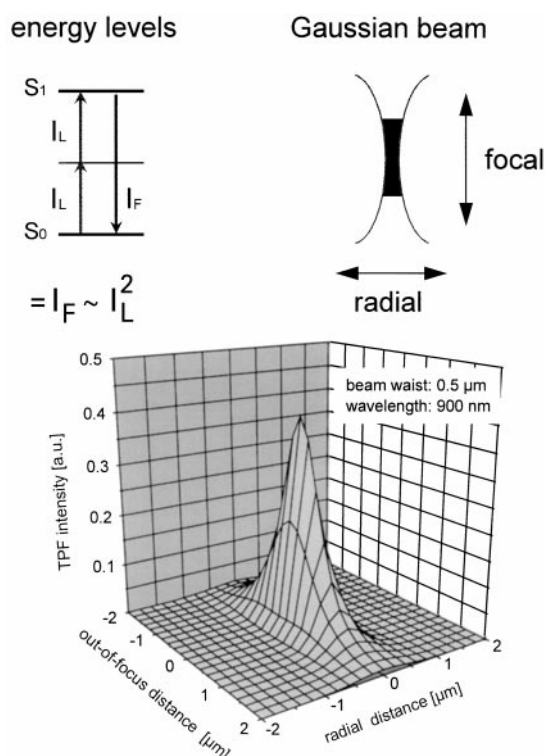 energy levels
Gaussian beam
S1
IL
IL
IF
S0
focal
radial
= IF ~ IL2
0.5
0.4
0.3
0.2
0.1
TPF intensity [a.u.]
beam waist: 0.5 µm
wavelength: 900 nm
-2
-1
0
1
2
out-of-focus distance [µm]
-2
-1
0
1
2
radial distance [µm]